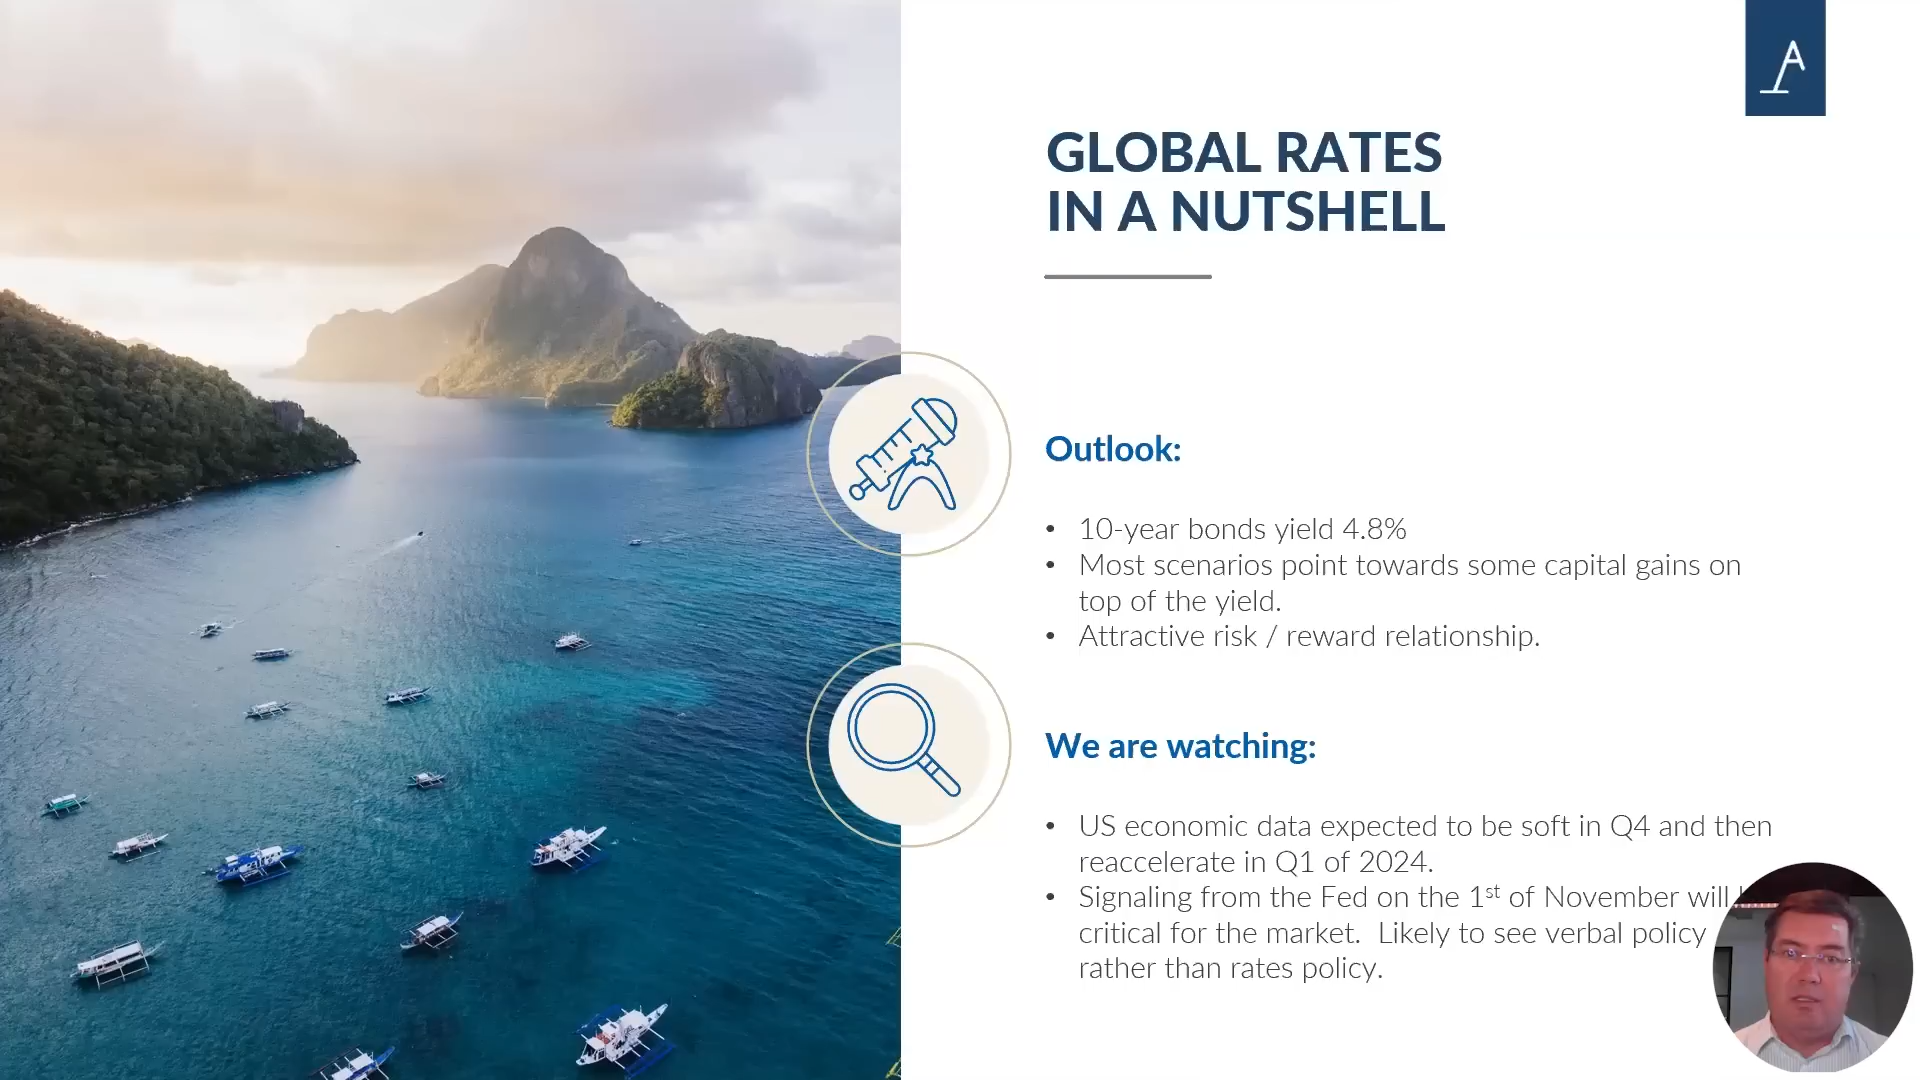 A
GLOBAL RATES
IN A NUTSHELL
Outlook:
• 10-year bonds yield 4.8%
• Most scenarios point towards some capital gains on
top of the yield.
• Attractive risk / reward relationship.
We are watching:
• US economic data expected to be soft in Q4 and then
reaccelerate in Q1 of 2024.
• Signaling from the Fed on the 1st of November will
critical for the market. Likely to see verbal policy
rather than rates policy.